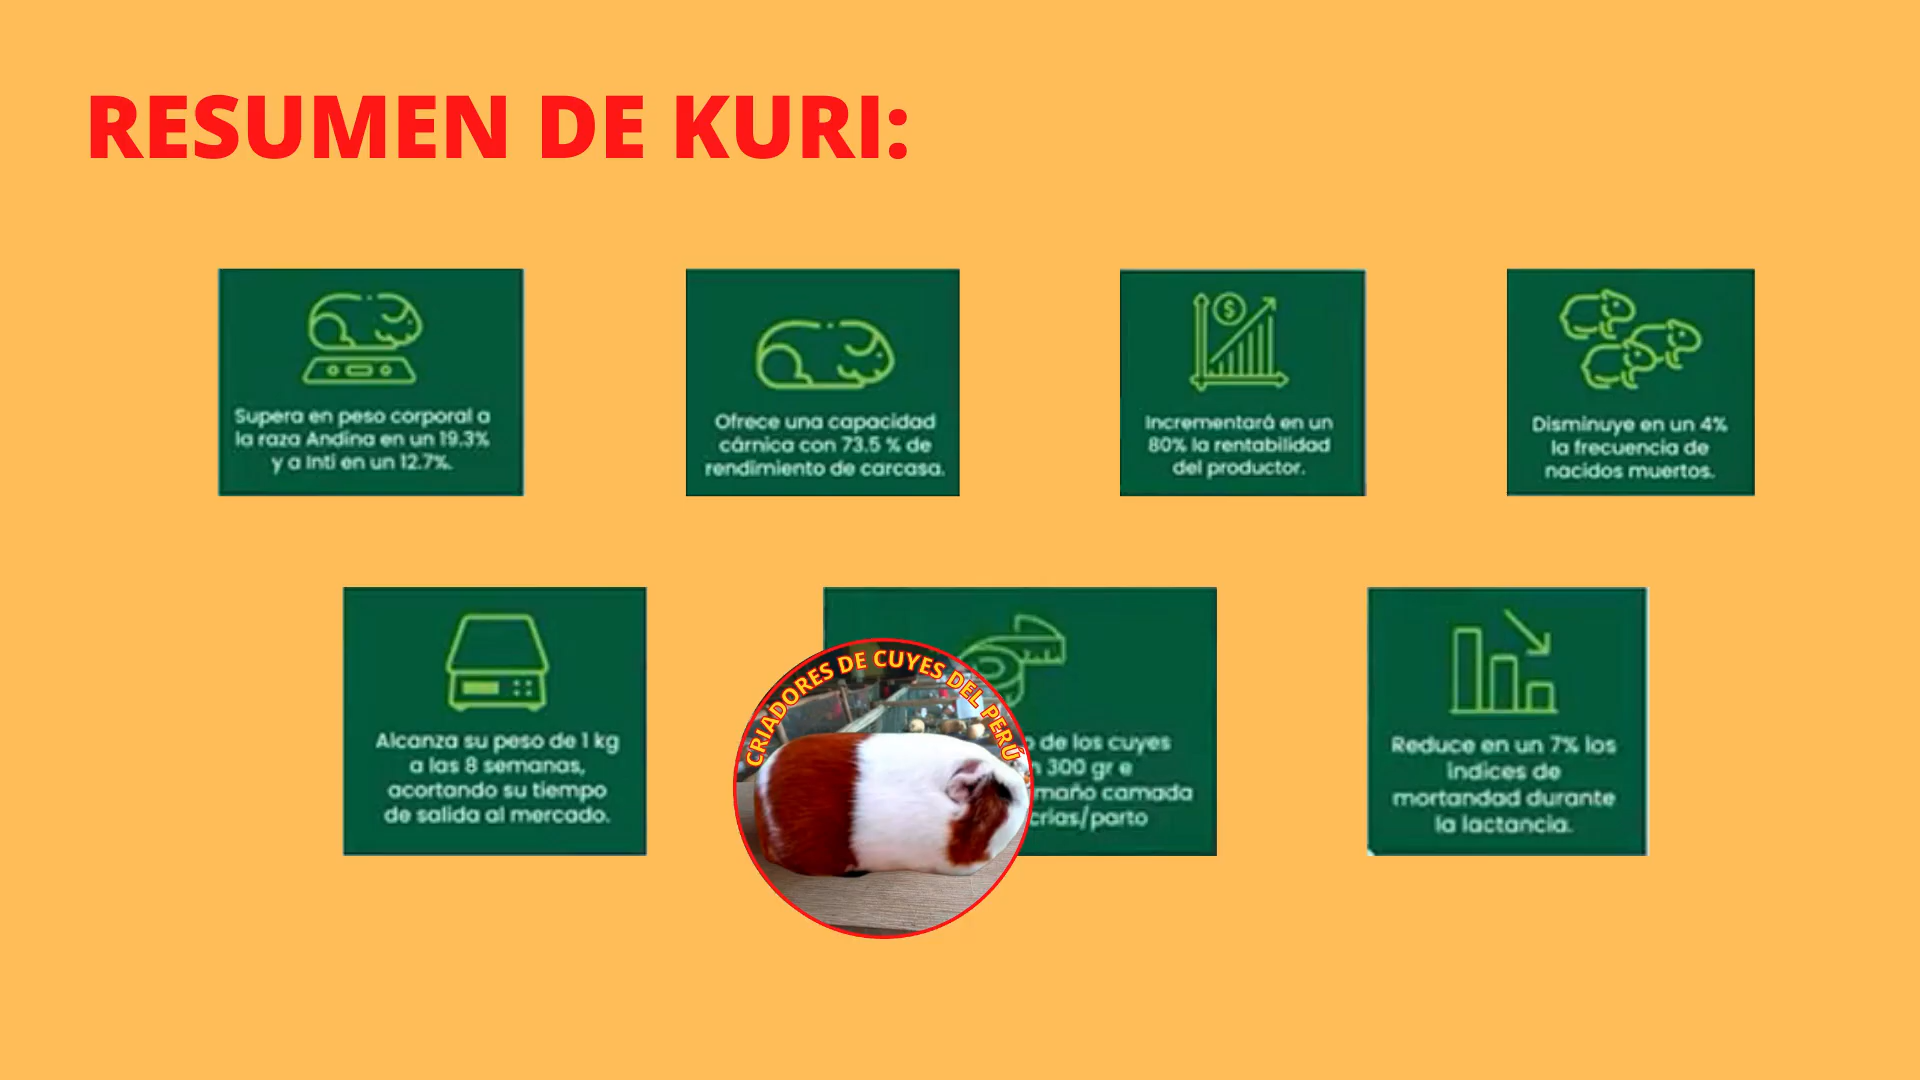 RESUMEN DE KURI:
Supera en peso corporal a
la raza Andina en un 19.3%
y a Inti en un 12.7%.
Ofrece una capacidad
cárnica con 73.5 % de
rendimiento de carcasa.
$
Incrementará en un
80% la rentabilidad
del productor.
Disminuye en un 4%
la frecuencia de
nacidos muertos.
Alcanza su peso de 1 kg
a las 8 semanas,
acortando su tiempo
de salida al mercado.
CRIADORES DE CUYES DEL PERÚ
de los cuyes
300 gr e
camada
crías/parto
Reduce en un 7% los
índices de
mortandad durante
la lactancia.